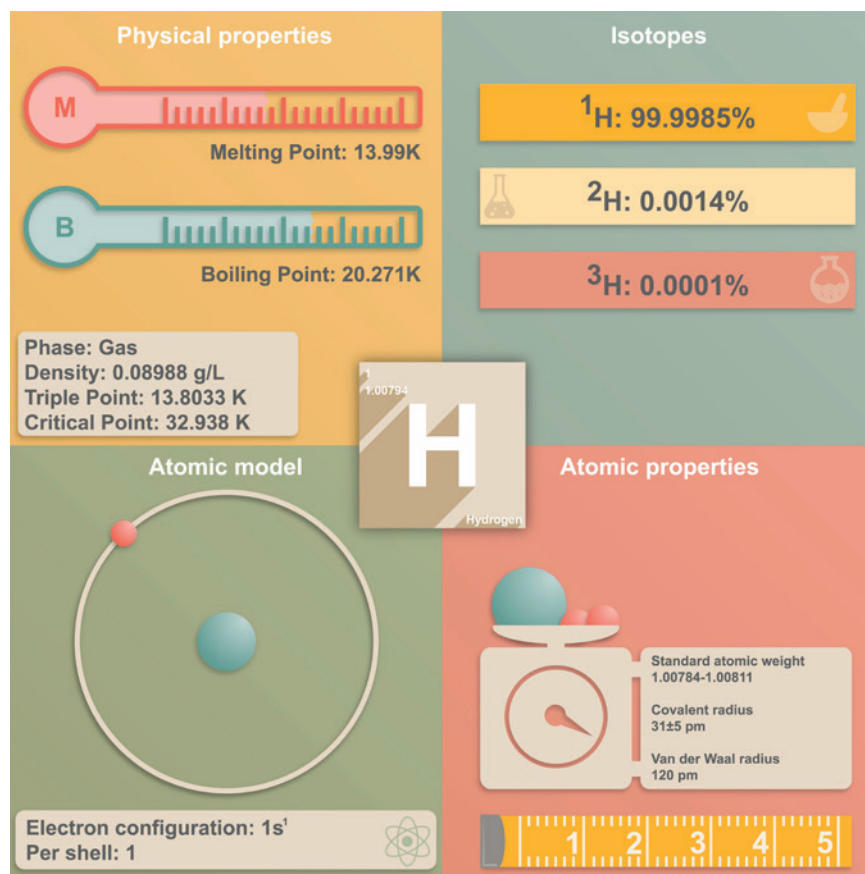 Physical properties
M
Melting Point: 13.99K
B
Boiling Point: 20.271K
Phase: Gas
Density: 0.08988 g/L
Triple Point: 13.8033 K
Critical Point: 32.938 K
Isotopes
¹H: 99.9985%
²H: 0.0014%
³H: 0.0001%
1
1.00794
H
Hydrogen
Atomic model
Electron configuration: 1s¹
Per shell: 1
Atomic properties
Standard atomic weight
1.00784-1.00811
Covalent radius
31±5 pm
Van der Waal radius
120 pm
1 2 3 4 5